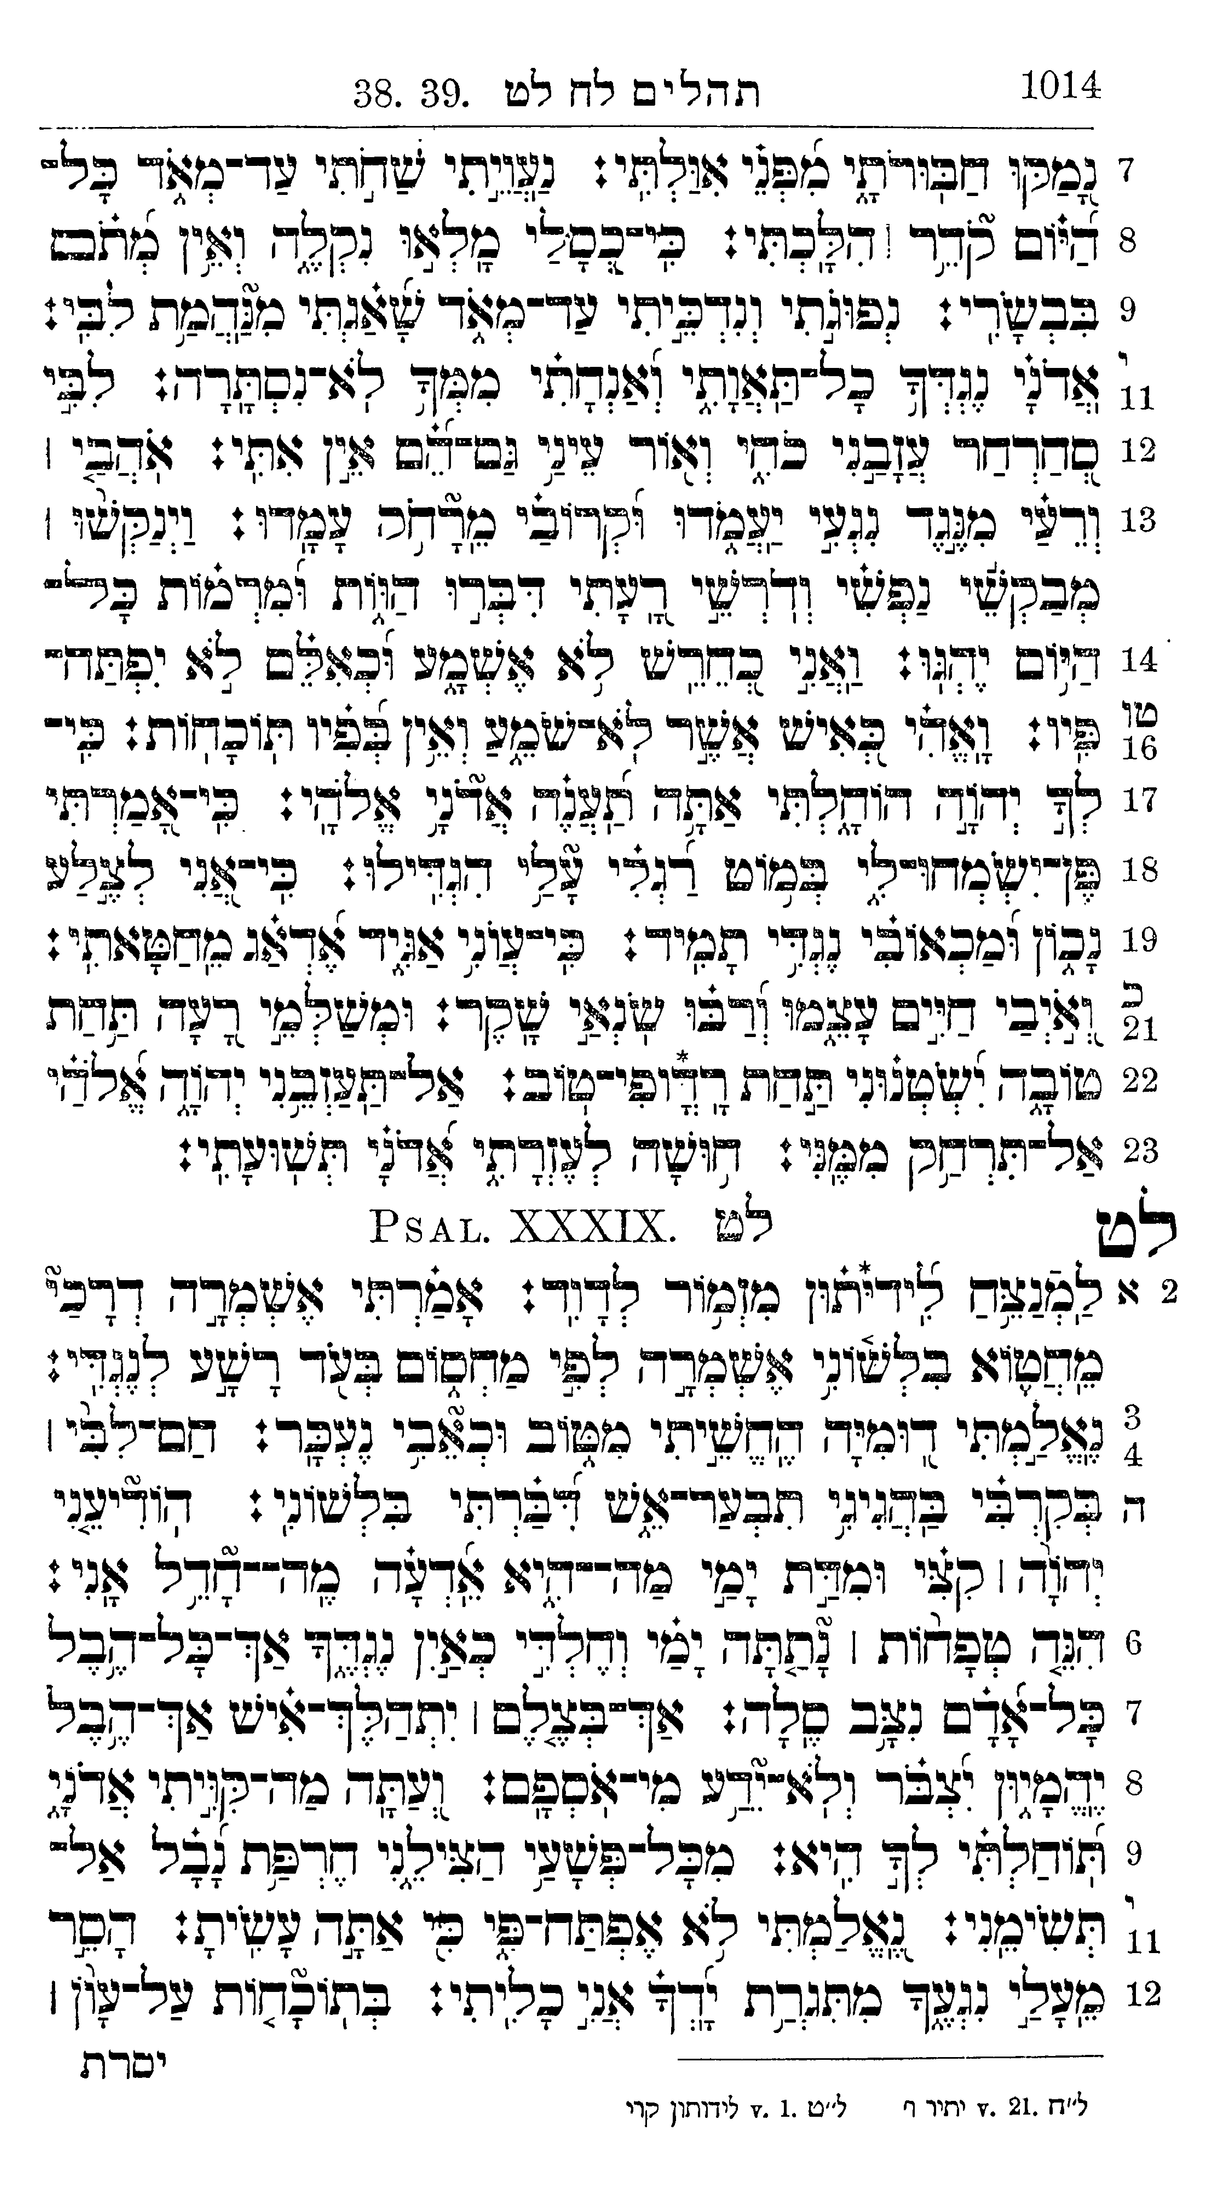 1014 תהלים לח לט 38. 39.
7 נָמַקּוּ חַבּוּרֹתָי מִפְּנֵי אִוַּלְתִּי׃ נַעֲוֵיתִי שַׁחֹתִי עַד־מְאֹד כָּל־
8 הַיּוֹם קֹדֵר ׀ הִלָּכְתִּי׃ כִּי־כְסָלַי מָלְאוּ נִקְלֶה וְאֵין מְתֹם
9 בִּבְשָׂרִי׃ נְפוּגֹתִי וְנִדְכֵּיתִי עַד־מְאֹד שָׁאַגְתִּי מִנַּהֲמַת לִבִּי׃
י 11 אֲדֹנָי נֶגְדְּךָ כָל־תַּאֲוָתִי וְאַנְחָתִי מִמְּךָ לֹא־נִסְתָּרָה׃ לִבִּי
12 סְחַרְחַר עֲזָבַנִי כֹחִי וְאוֹר עֵינַי גַּם־הֵם אֵין אִתִּי׃ אֹהֲבַי ׀
13 וְרֵעַי מִנֶּגֶד נִגְעִי יַעֲמֹדוּ וּקְרוֹבַי מֵרָחֹק עָמָדוּ׃ וַיְנַקְשׁוּ ׀
מְבַקְשֵׁי נַפְשִׁי וְדֹרְשֵׁי רָעָתִי דִּבְּרוּ הַוּוֹת וּמִרְמוֹת כָּל־
14 הַיּוֹם יֶהְגּוּ׃ וַאֲנִי כְחֵרֵשׁ לֹא אֶשְׁמָע וּכְאִלֵּם לֹא יִפְתַּח־
טו 16 פִּיו׃ וָאֱהִי כְּאִישׁ אֲשֶׁר לֹא־שֹׁמֵעַ וְאֵין בְּפִיו תּוֹכָחוֹת׃ כִּי־
17 לְךָ יְהוָה הוֹחָלְתִּי אַתָּה תַעֲנֶה אֲדֹנָי אֱלֹהָי׃ כִּי־אָמַרְתִּי
18 פֶּן־יִשְׂמְחוּ־לִי בְּמוֹט רַגְלִי עָלַי הִגְדִּילוּ׃ כִּי־אֲנִי לְצֶלַע
19 נָכוֹן וּמַכְאוֹבִי נֶגְדִּי תָמִיד׃ כִּי־עֲוֹנִי אַגִּיד אֶדְאַג מֵחַטָּאתִי׃
כ 21 וְאֹיְבַי חַיִּים עָצֵמוּ וְרַבּוּ שֹׂנְאַי שָׁקֶר׃ וּמְשַׁלְּמֵי רָעָה תַּחַת
22 טוֹבָה יִשְׂטְנוּנִי תַּחַת רָדְופִי־*טוֹב׃ אַל־תַּעַזְבֵנִי יְהוָה אֱלֹהַי
23 אַל־תִּרְחַק מִמֶּנִּי׃ חוּשָׁה לְעֶזְרָתִי אֲדֹנָי תְּשׁוּעָתִי׃
לט לט PSAL. XXXIX.
2 א לַמְנַצֵּחַ לִידיּתוּן* מִזְמוֹר לְדָוִד׃ אָמַרְתִּי אֶשְׁמְרָה דְרָכַי
מֵחֲטוֹא בִלְשׁוֹנִי אֶשְׁמְרָה לְפִי מַחְסוֹם בְּעֹד רָשָׁע לְנֶגְדִּי׃
3 4 נֶאֱלַמְתִּי דוּמִיָּה הֶחֱשֵׁיתִי מִטּוֹב וּכְאֵבִי נֶעְכָּר׃ חַם־לִבִּי ׀
ה בְּקִרְבִּי בַּהֲגִיגִי תִבְעַר־אֵשׁ דִּבַּרְתִּי בִּלְשׁוֹנִי׃ הוֹדִיעֵנִי
יְהוָה ׀ קִצִּי וּמִדַּת יָמַי מַה־הִיא אֵדְעָה מֶה־חָדֵל אָנִי׃
6 הִנֵּה טְפָחוֹת ׀ נָתַתָּה יָמַי וְחֶלְדִּי כְאַיִן נֶגְדֶּךָ אַךְ־כָּל־הֶבֶל
7 כָּל־אָדָם נִצָּב סֶלָה׃ אַךְ־בְּצֶלֶם ׀ יִתְהַלֶּךְ־אִישׁ אַךְ־הֶבֶל
8 יֶהֱמָיוּן יִצְבֹּר וְלֹא־יֵדַע מִי־אֹסְפָם׃ וְעַתָּה מַה־קִּוִּיתִי אֲדֹנָי
9 תּוֹחַלְתִּי לְךָ הִיא׃ מִכָּל־פְּשָׁעַי הַצִּילֵנִי חֶרְפַּת נָבָל אַל־
י 11 תְּשִׂימֵנִי׃ נֶאֱלַמְתִּי לֹא אֶפְתַּח־פִּי כִּי אַתָּה עָשִׂיתָ׃ הָסֵר
12 מֵעָלַי נִגְעֶךָ מִתִּגְרַת יָדְךָ אֲנִי כָלִיתִי׃ בְּתוֹכָחוֹת עַל־עָוֹן ׀
יסרת
ל״ח v. 21. יתיר ו׳ ל״ט v. 1. לידותון קרי